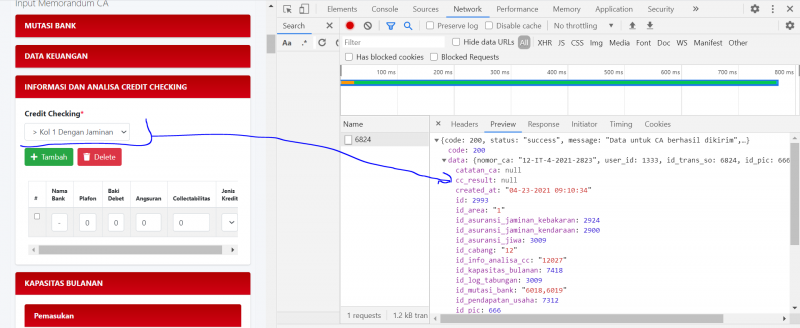 Input Memorandum CA
MUTASI BANK
DATA KEUANGAN
INFORMASI DAN ANALISA CREDIT CHECKING
Credit Checking*
> Kol 1 Dengan Jaminan
+ Tambah
Delete
# Nama Bank Plafon Baki Debet Angsuran Collectabilitas Jenis Kredit
- 0 0 0 0
KAPASITAS BULANAN
Pemasukan
Elements Console Sources Network Performance Memory Application Security »
Search
Preserve log Disable cache No throttling
Aa .*
Filter
Hide data URLs All XHR JS CSS Img Media Font Doc WS Manifest Other
Has blocked cookies Blocked Requests
100 ms 200 ms 300 ms 400 ms 500 ms 600 ms 700 ms 800 ms
Name
6824
1 requests 1.2 kB tran
Headers Preview Response Initiator Timing Cookies
{code: 200, status: "success", message: "Data untuk CA berhasil dikirim",…}
code: 200
data: {nomor_ca: "12-IT-4-2021-2823", user_id: 1333, id_trans_so: 6824, id_pic: 666
catatan_ca: null
cc_result: null
created_at: "04-23-2021 09:10:34"
id: 2993
id_area: "1"
id_asuransi_jaminan_kebakaran: 2924
id_asuransi_jaminan_kendaraan: 2900
id_asuransi_jiwa: 3009
id_cabang: "12"
id_info_analisa_cc: "12027"
id_kapasitas_bulanan: 7418
id_log_tabungan: 3009
id_mutasi_bank: "6018,6019"
id_pendapatan_usaha: 7312
id_pic: 666